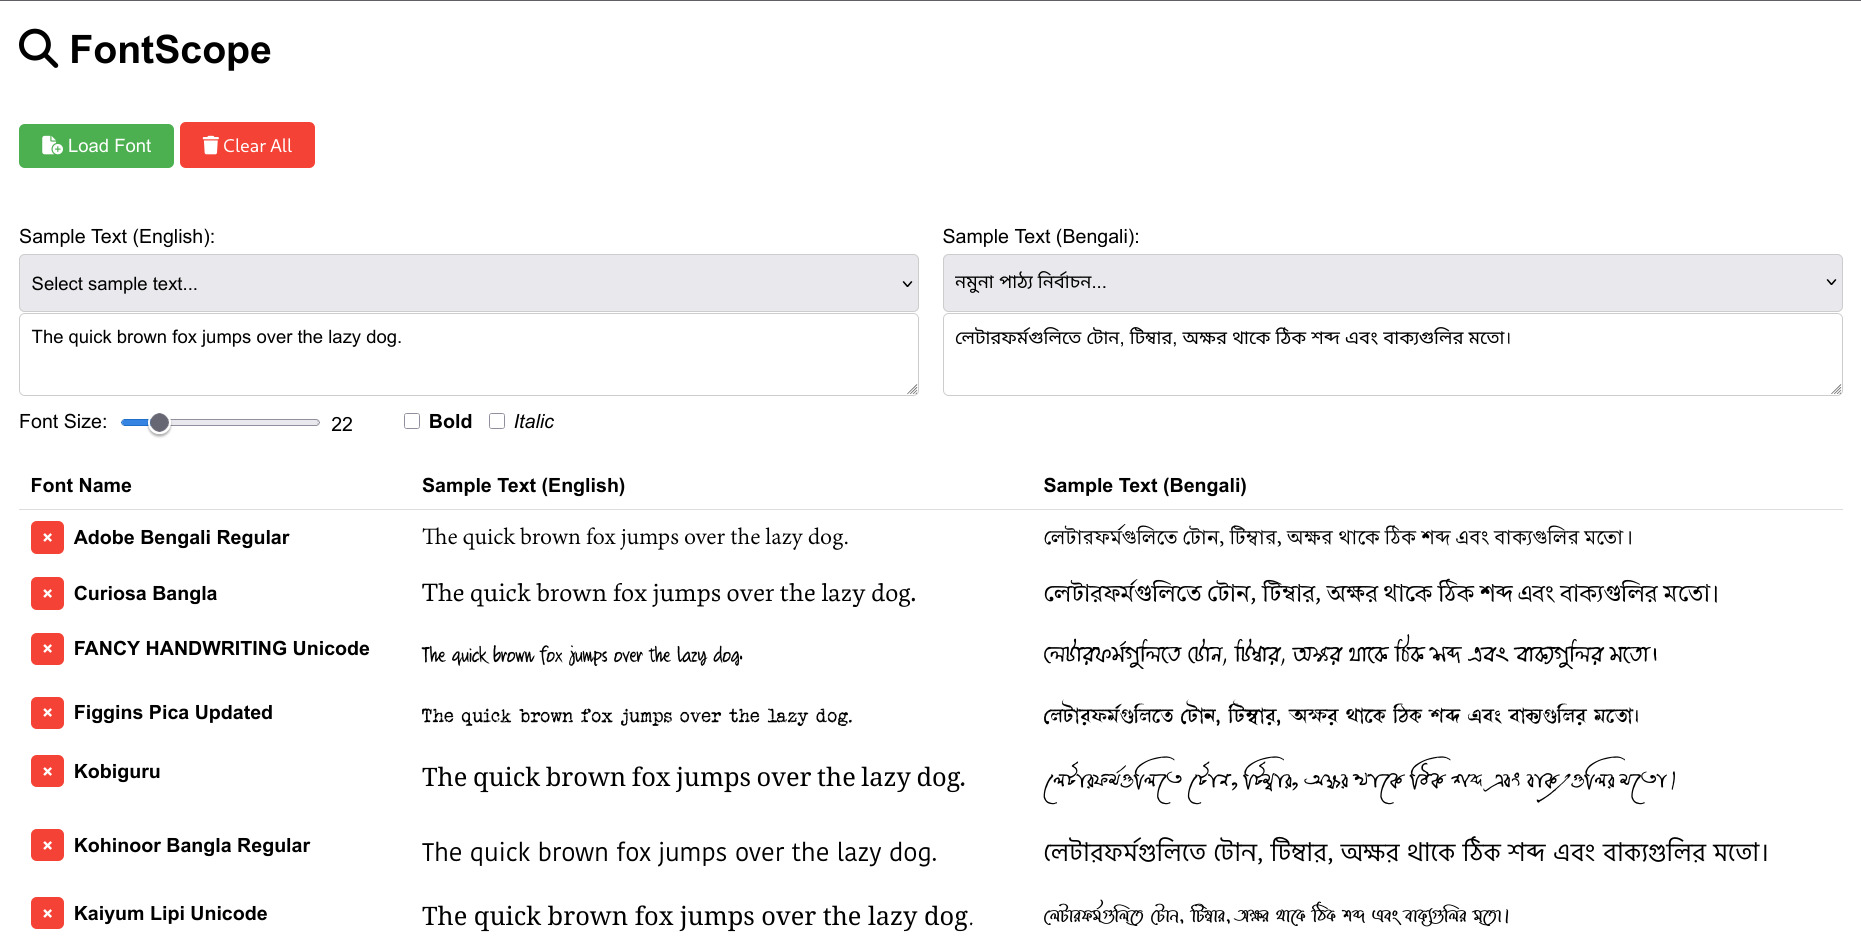 FontScope
Load Font Clear All
Sample Text (English):
Select sample text...
The quick brown fox jumps over the lazy dog.
Sample Text (Bengali):
নমুনা পাঠ্য নির্বাচন...
লেটারফর্মগুলিতে টোন, টিম্বার, অক্ষর থাকে ঠিক শব্দ এবং বাক্যগুলির মতো।
Font Size: 22 Bold Italic
Font Name Sample Text (English) Sample Text (Bengali)
× Adobe Bengali Regular The quick brown fox jumps over the lazy dog. লেটারফর্মগুলিতে টোন, টিম্বার, অক্ষর থাকে ঠিক শব্দ এবং বাক্যগুলির মতো।
× Curiosa Bangla The quick brown fox jumps over the lazy dog. লেটারফর্মগুলিতে টোন, টিম্বার, অক্ষর থাকে ঠিক শব্দ এবং বাক্যগুলির মতো।
× FANCY HANDWRITING Unicode The quick brown fox jumps over the lazy dog. লেটারফর্মগুলিতে টোন, টিম্বার, অক্ষর থাকে ঠিক শব্দ এবং বাক্যগুলির মতো।
× Figgins Pica Updated The quick brown fox jumps over the lazy dog. লেটারফর্মগুলিতে টোন, টিম্বার, অক্ষর থাকে ঠিক শব্দ এবং বাক্যগুলির মতো।
× Kobiguru The quick brown fox jumps over the lazy dog. লেটারফর্মগুলিতে টোন, টিম্বার, অক্ষর থাকে ঠিক শব্দ এবং বাক্যগুলির মতো।
× Kohinoor Bangla Regular The quick brown fox jumps over the lazy dog. লেটারফর্মগুলিতে টোন, টিম্বার, অক্ষর থাকে ঠিক শব্দ এবং বাক্যগুলির মতো।
× Kaiyum Lipi Unicode The quick brown fox jumps over the lazy dog. লেটারফর্মগুলিতে টোন, টিম্বার, অক্ষর থাকে ঠিক শব্দ এবং বাক্যগুলির মতো।